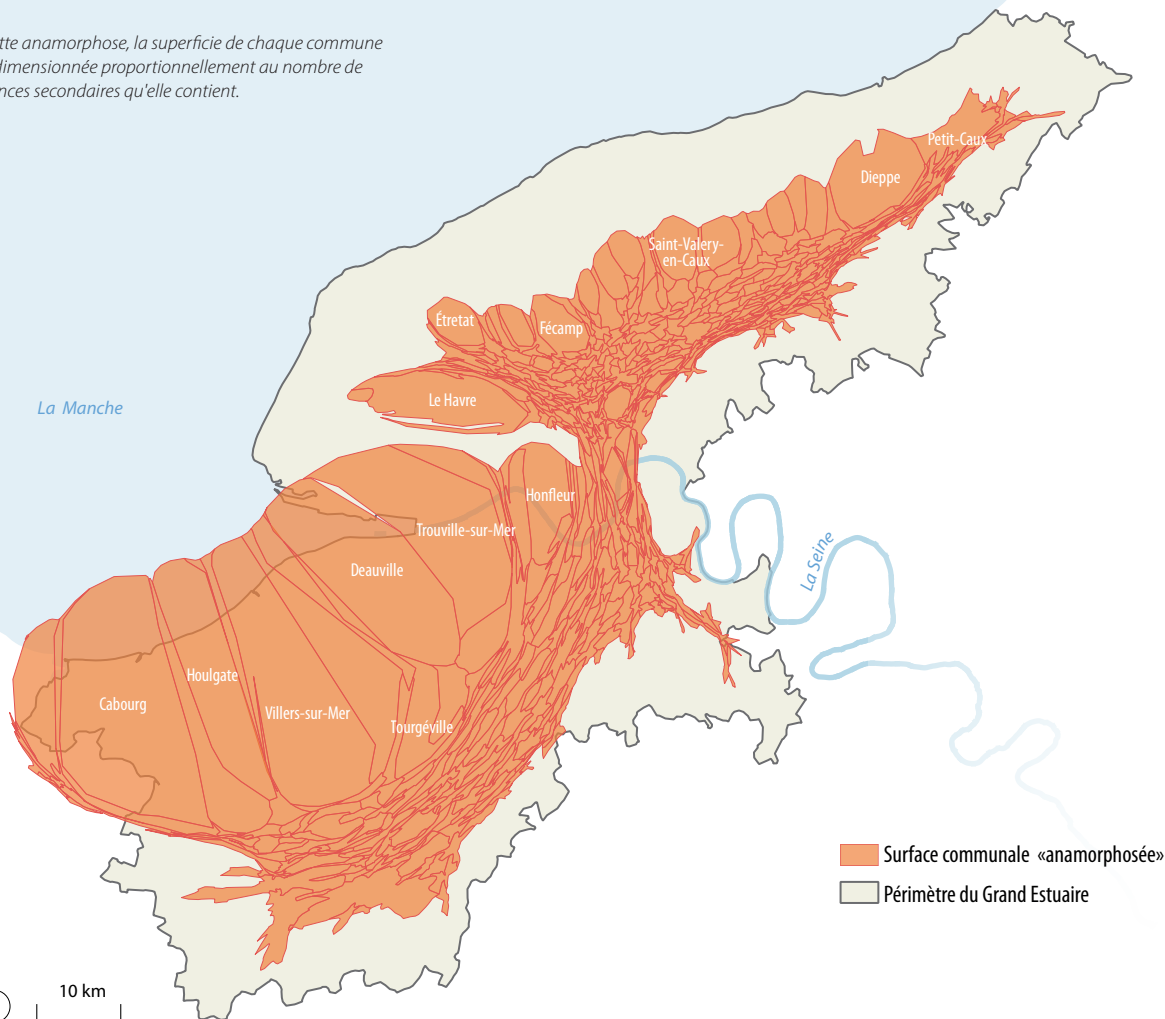 tte anamorphose, la superficie de chaque commune
dimensionnée proportionnellement au nombre de
nces secondaires qu'elle contient.
Petit-Caux
Dieppe
Saint-Valery-
en-Caux
Étretat
Fécamp
Le Havre
La Manche
Honfleur
Trouville-sur-Mer
Deauville
La Seine
Houlgate
Cabourg
Villers-sur-Mer
Tourgéville
Surface communale «anamorphosée»
Périmètre du Grand Estuaire
10 km